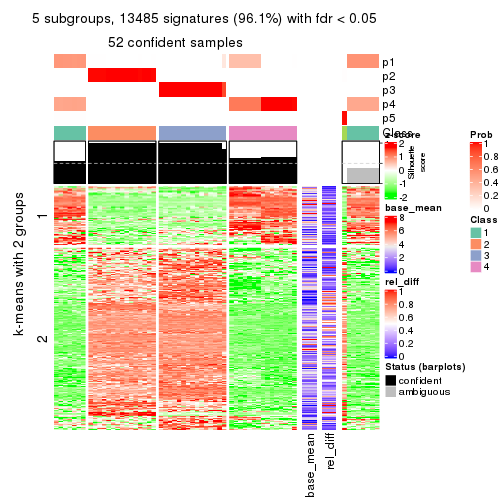 5 subgroups, 13485 signatures (96.1%) with fdr < 0.05
52 confident samples
p1
p2
p3
p4
p5
Class
k-means with 2 groups
1
2
Silhouette
score
base_mean
rel_diff
z-score
2
1
0
-1
-2
base_mean
8
6
4
2
0
rel_diff
1
0.8
0.6
0.4
0.2
0
Status (barplots)
confident
ambiguous
Prob
1
0.8
0.6
0.4
0.2
0
Class
1
2
3
4